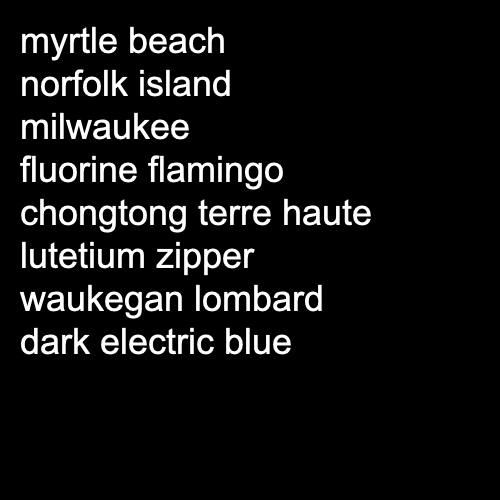 myrtle beach
norfolk island
milwaukee
fluorine flamingo
chongtong terre haute
lutetium zipper
waukegan lombard
dark electric blue